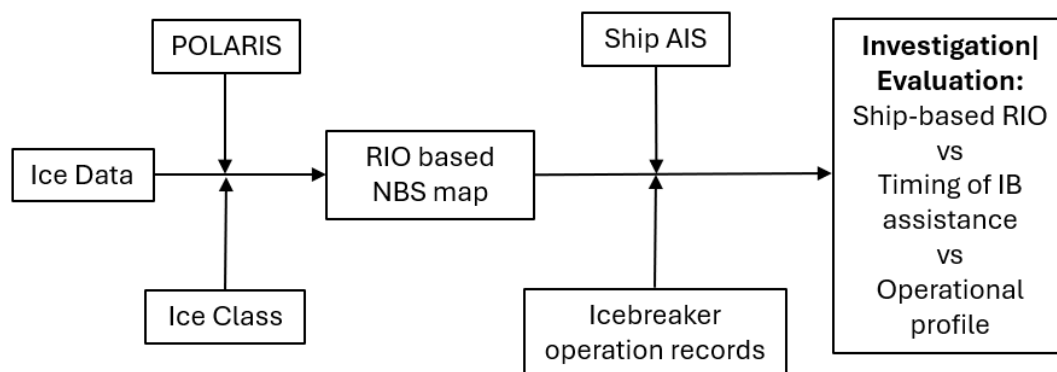 POLARIS
Ship AIS
Ice Data
RIO based
NBS map
Ice Class
Icebreaker
operation records
Investigation|
Evaluation:
Ship-based RIO
vs
Timing of IB
assistance
vs
Operational
profile